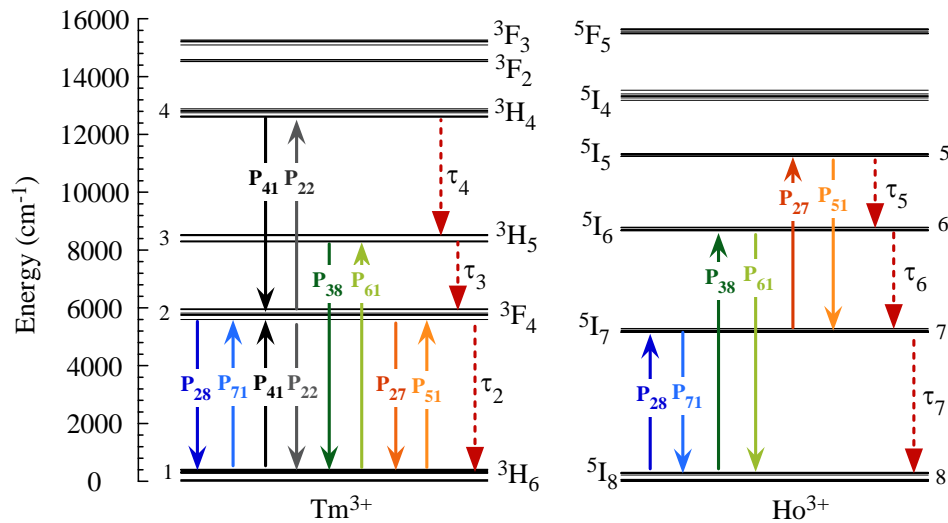 Energy (cm⁻¹)
16000
14000
12000
10000
8000
6000
4000
2000
0
³F₃
³F₂
4 ³H₄
3 ³H₅
2 ³F₄
1 ³H₆
P₄₁ P₂₂
τ₄
τ₃
P₃₈ P₆₁
P₂₈ P₇₁ P₄₁ P₂₂ P₂₇ P₅₁
τ₂
Tm³⁺
⁵F₅
⁵I₄
⁵I₅ 5
⁵I₆ 6
⁵I₇ 7
⁵I₈ 8
P₂₇ P₅₁
τ₅
P₃₈ P₆₁
τ₆
P₂₈ P₇₁
τ₇
Ho³⁺